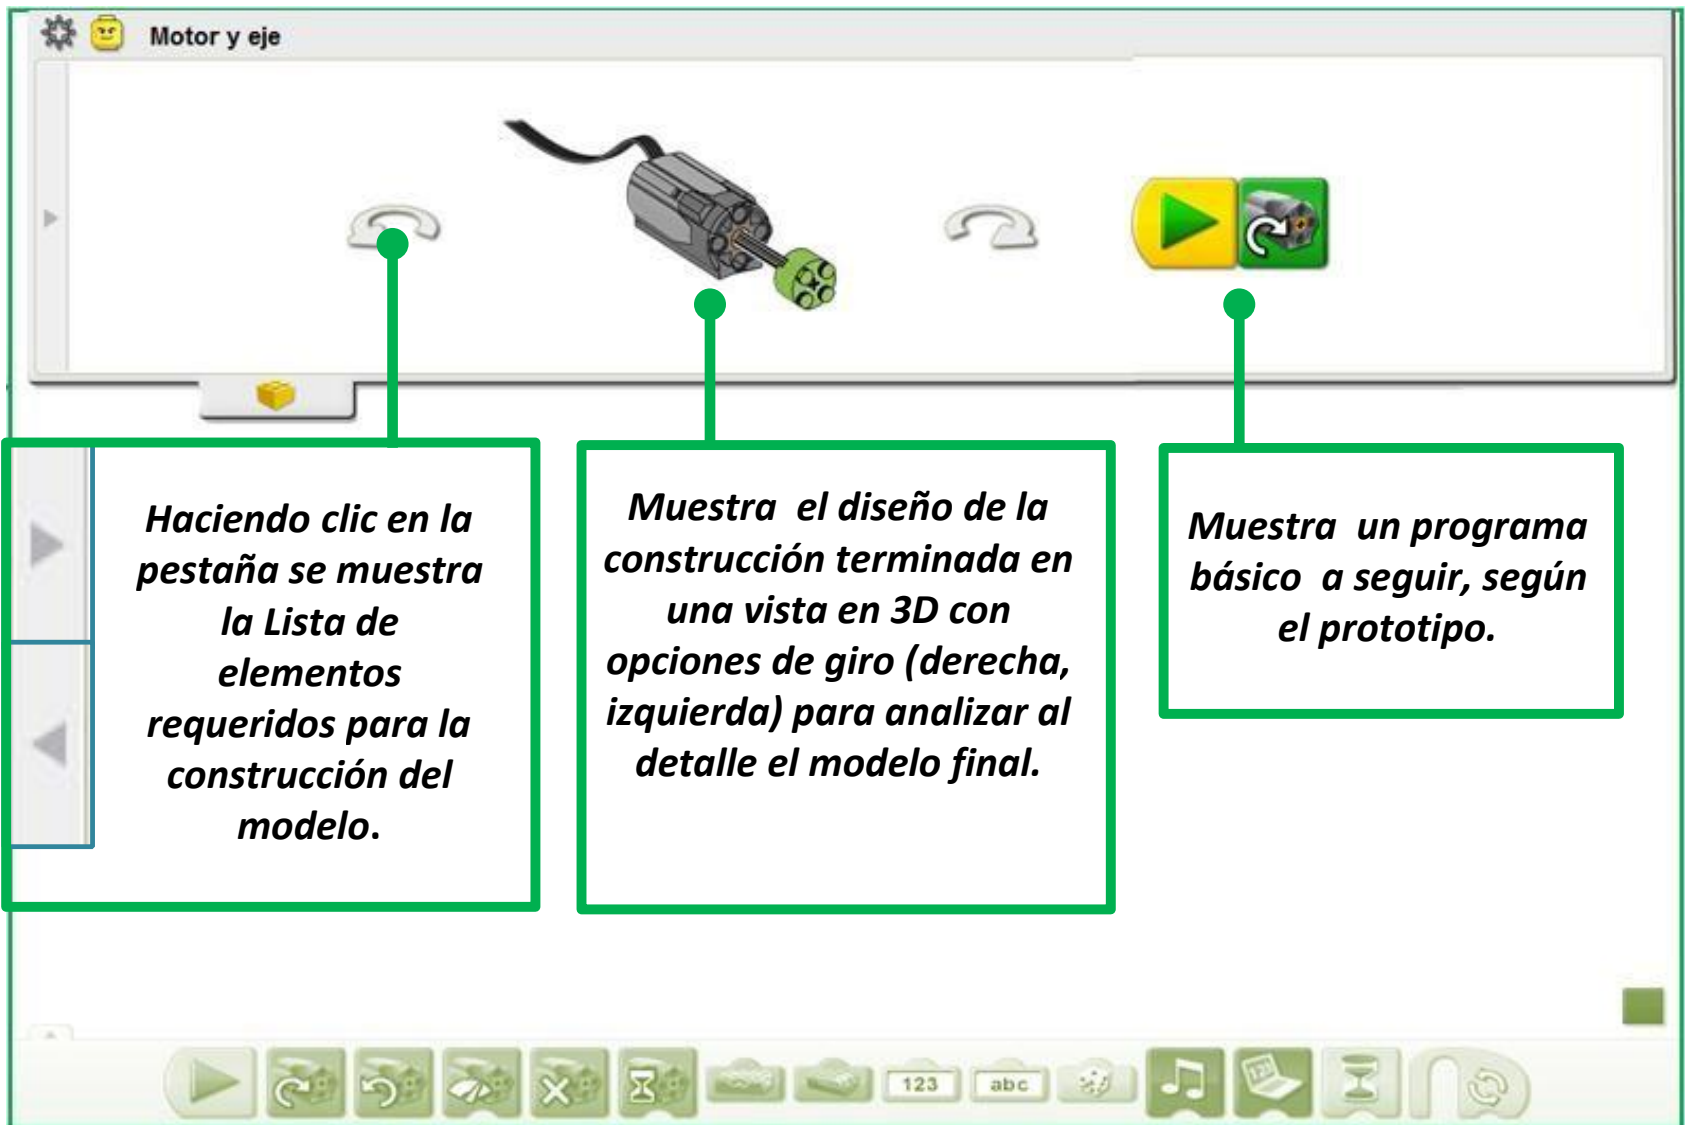 Motor y eje
Haciendo clic en la
pestaña se muestra
la Lista de
elementos
requeridos para la
construcción del
modelo.
Muestra el diseño de la
construcción terminada en
una vista en 3D con
opciones de giro (derecha,
izquierda) para analizar al
detalle el modelo final.
Muestra un programa
básico a seguir, según
el prototipo.
123
abc
123